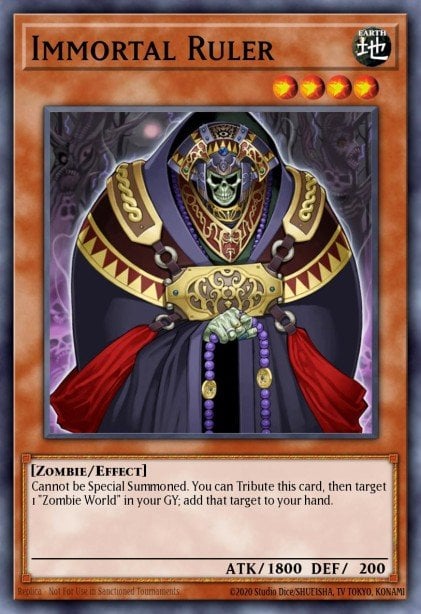 IMMORTAL RULER
EARTH
地
[ZOMBIE/EFFECT]
Cannot be Special Summoned. You can Tribute this card, then target
1 "Zombie World" in your GY; add that target to your hand.
ATK/1800 DEF/ 200
Replica - Not For Use in Sanctioned Tournaments.
©2020 Studio Dice/SHUEISHA, TV TOKYO, KONAMI